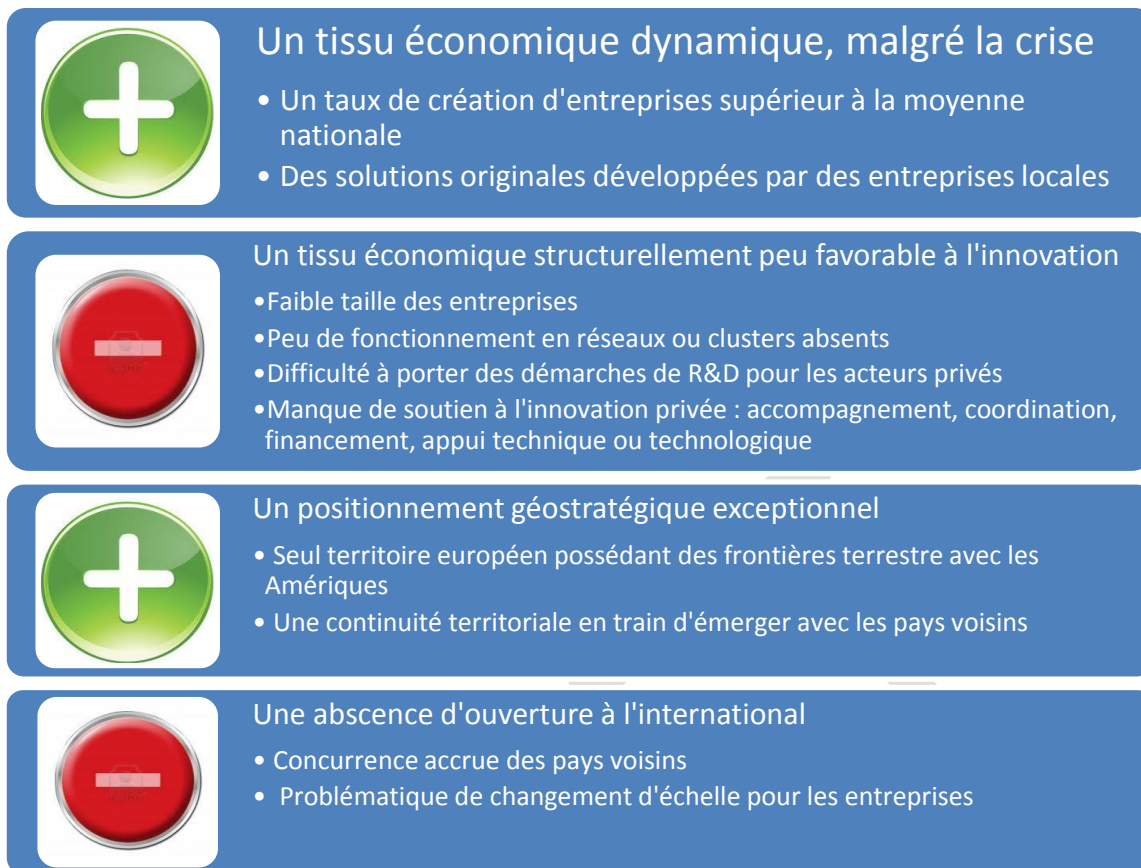 Un tissu économique dynamique, malgré la crise
• Un taux de création d'entreprises supérieur à la moyenne
nationale
• Des solutions originales développées par des entreprises locales
Un tissu économique structurellement peu favorable à l'innovation
•Faible taille des entreprises
•Peu de fonctionnement en réseaux ou clusters absents
•Difficulté à porter des démarches de R&D pour les acteurs privés
•Manque de soutien à l'innovation privée : accompagnement, coordination,
financement, appui technique ou technologique
Un positionnement géostratégique exceptionnel
• Seul territoire européen possédant des frontières terrestre avec les
Amériques
• Une continuité territoriale en train d'émerger avec les pays voisins
Une abscence d'ouverture à l'international
• Concurrence accrue des pays voisins
• Problématique de changement d'échelle pour les entreprises